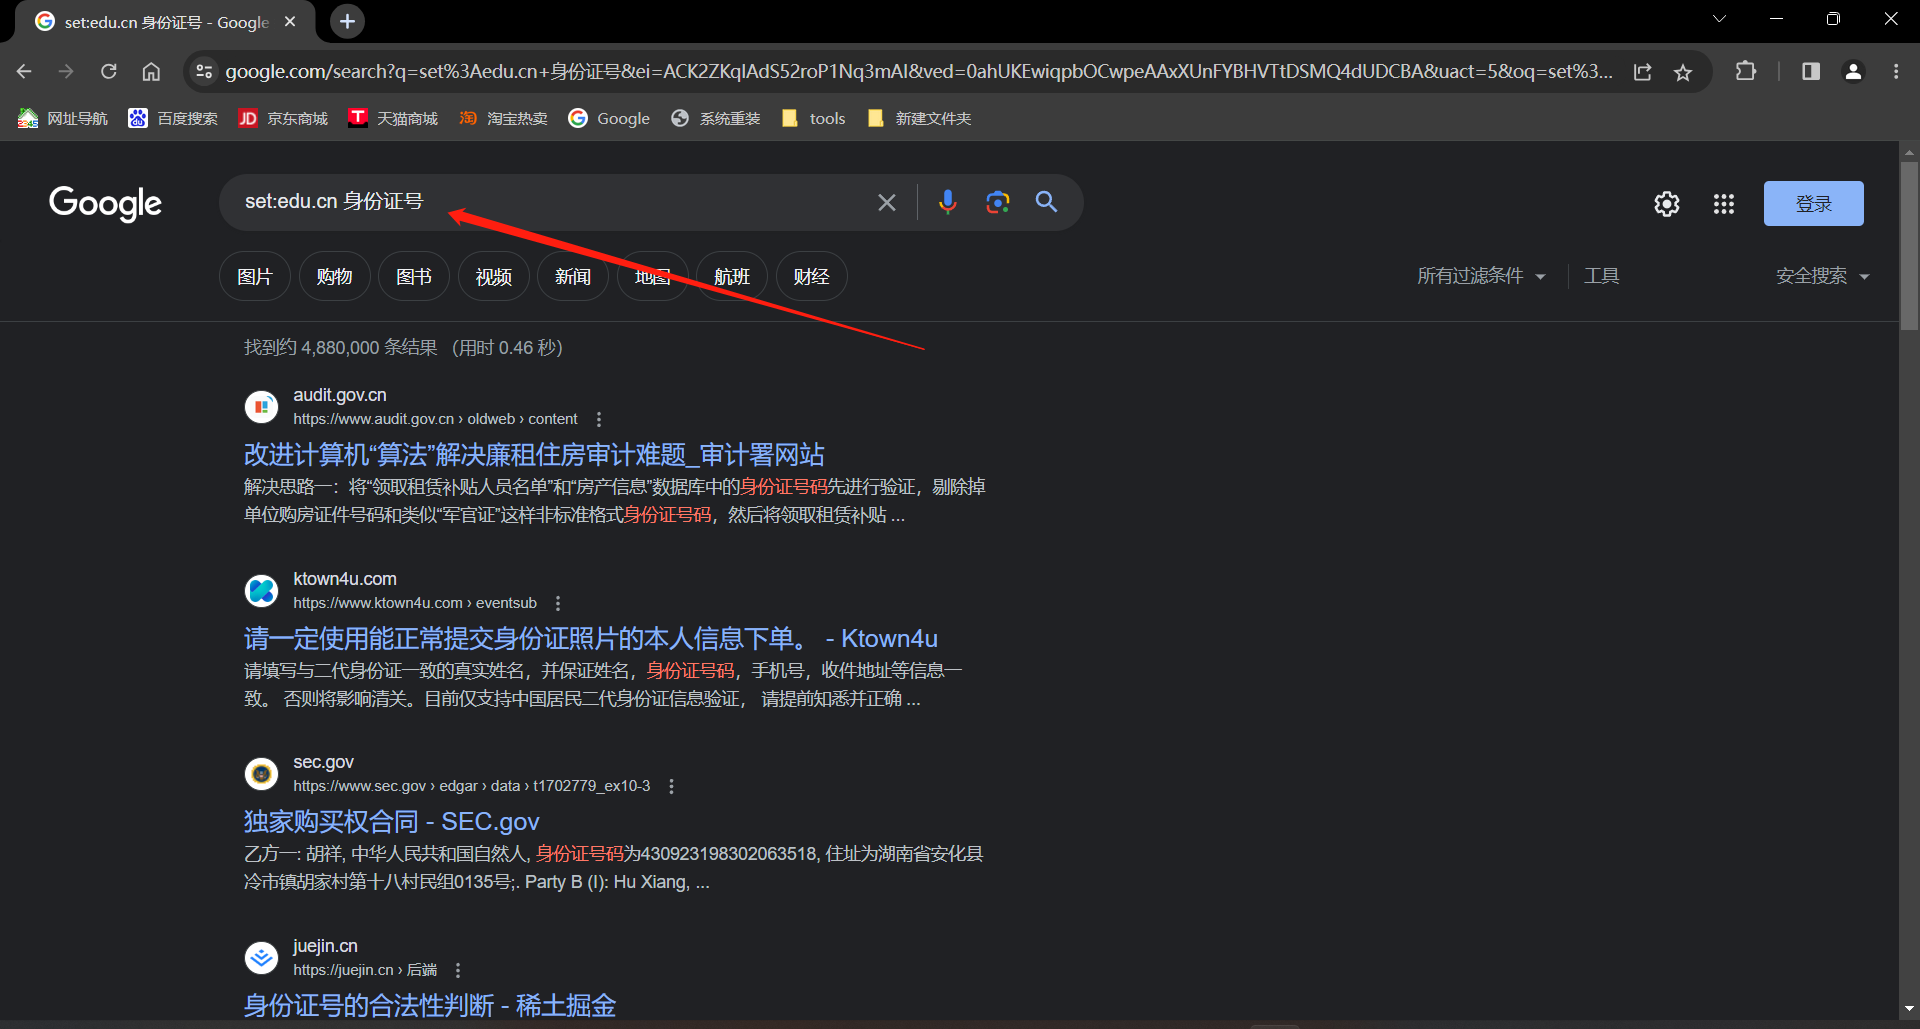 set:edu.cn 身份证号 - Google
google.com/search?q=set%3Aedu.cn+身份证号&ei=ACK2ZKqIAdS52roP1Nq3mAI&ved=0ahUKEwiqpbOCwpeAAxXUnFYBHVTtDSMQ4dUDCBA&uact=5&oq=set%3...
网址导航 百度搜索 京东商城 天猫商城 淘宝热卖 Google 系统重装 tools 新建文件夹
Google set:edu.cn 身份证号 登录
图片 购物 图书 视频 新闻 地图 航班 财经 所有过滤条件 工具 安全搜索
找到约 4,880,000 条结果 （用时 0.46 秒）
audit.gov.cn
https://www.audit.gov.cn › oldweb › content
改进计算机“算法”解决廉租住房审计难题_审计署网站
解决思路一：将“领取租赁补贴人员名单”和“房产信息”数据库中的身份证号码先进行验证，剔除掉
单位购房证件号码和类似“军官证”这样非标准格式身份证号码，然后将领取租赁补贴 ...
ktown4u.com
https://www.ktown4u.com › eventsub
请一定使用能正常提交身份证照片的本人信息下单。 - Ktown4u
请填写与二代身份证一致的真实姓名，并保证姓名，身份证号码，手机号，收件地址等信息一
致。 否则将影响清关。目前仅支持中国居民二代身份证信息验证， 请提前知悉并正确 ...
sec.gov
https://www.sec.gov › edgar › data › t1702779_ex10-3
独家购买权合同 - SEC.gov
乙方一: 胡祥, 中华人民共和国自然人, 身份证号码为430923198302063518, 住址为湖南省安化县
冷市镇胡家村第十八村民组0135号;. Party B (I): Hu Xiang, ...
juejin.cn
https://juejin.cn › 后端
身份证号的合法性判断 - 稀土掘金